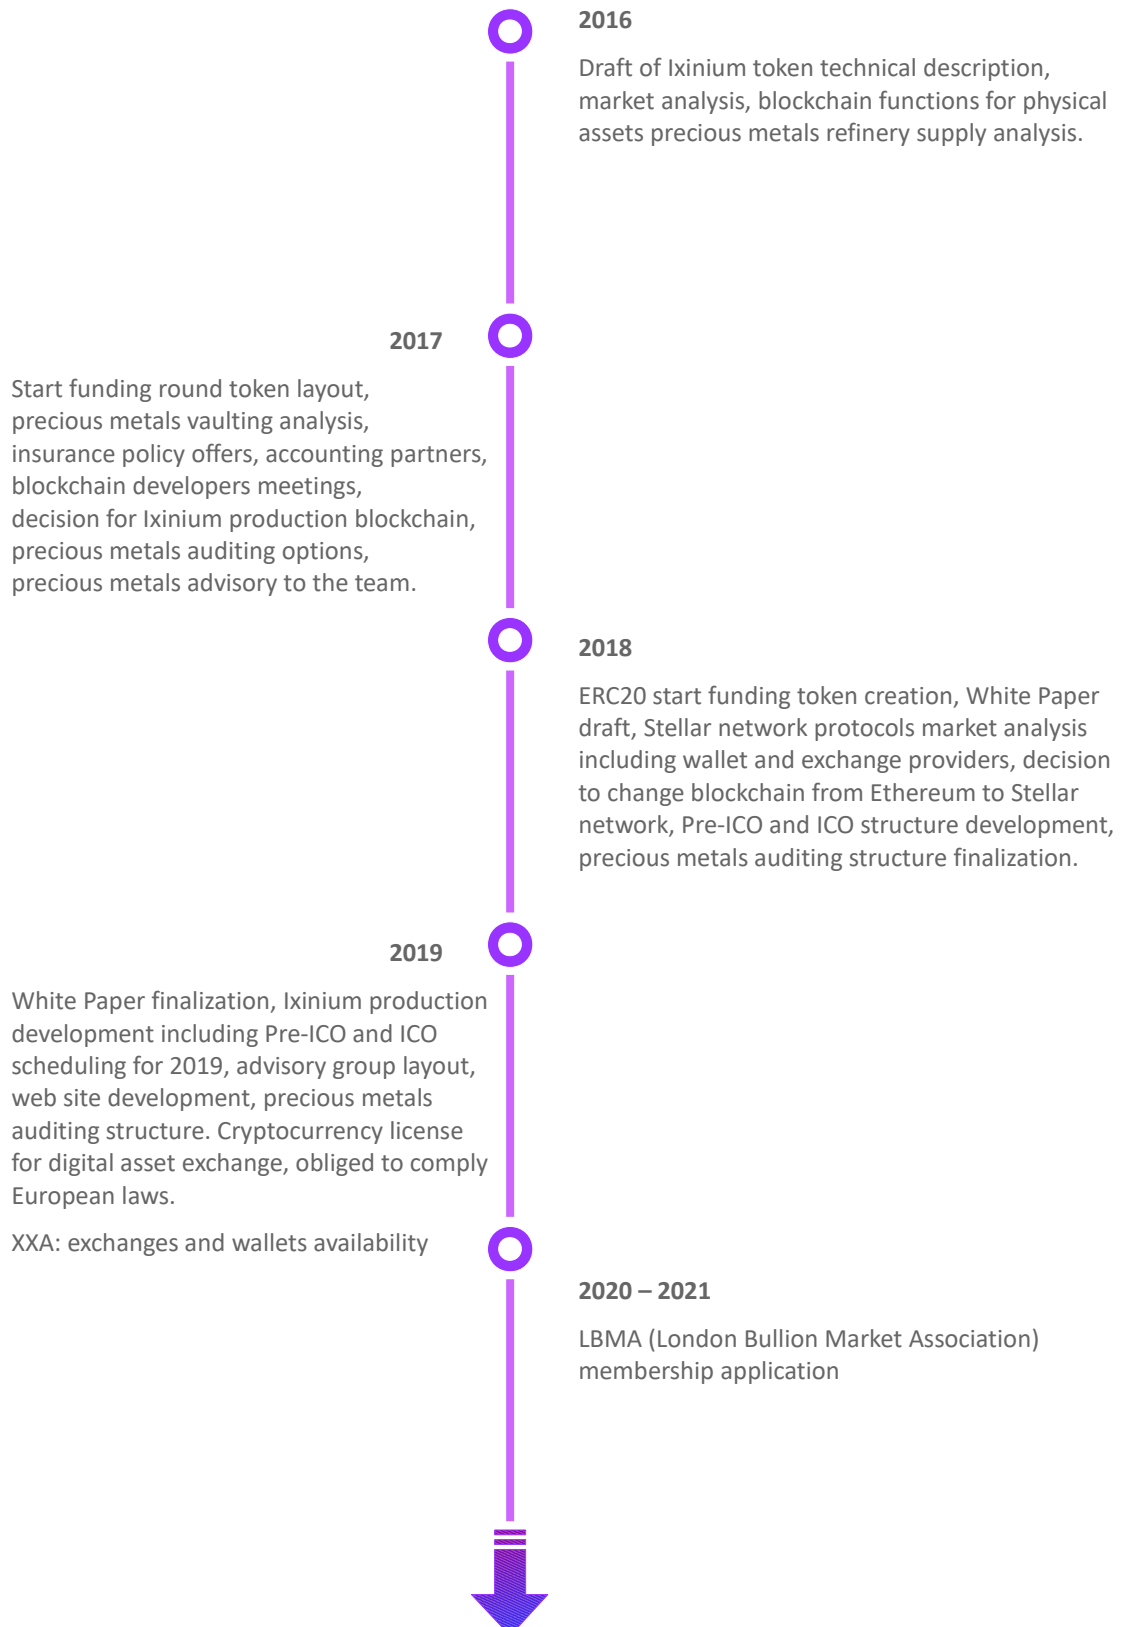 2016
Draft of Ixinium token technical description,
market analysis, blockchain functions for physical
assets precious metals refinery supply analysis.
2017
Start funding round token layout,
precious metals vaulting analysis,
insurance policy offers, accounting partners,
blockchain developers meetings,
decision for Ixinium production blockchain,
precious metals auditing options,
precious metals advisory to the team.
2018
ERC20 start funding token creation, White Paper
draft, Stellar network protocols market analysis
including wallet and exchange providers, decision
to change blockchain from Ethereum to Stellar
network, Pre-ICO and ICO structure development,
precious metals auditing structure finalization.
2019
White Paper finalization, Ixinium production
development including Pre-ICO and ICO
scheduling for 2019, advisory group layout,
web site development, precious metals
auditing structure. Cryptocurrency license
for digital asset exchange, obliged to comply
European laws.
XXA: exchanges and wallets availability
2020 – 2021
LBMA (London Bullion Market Association)
membership application